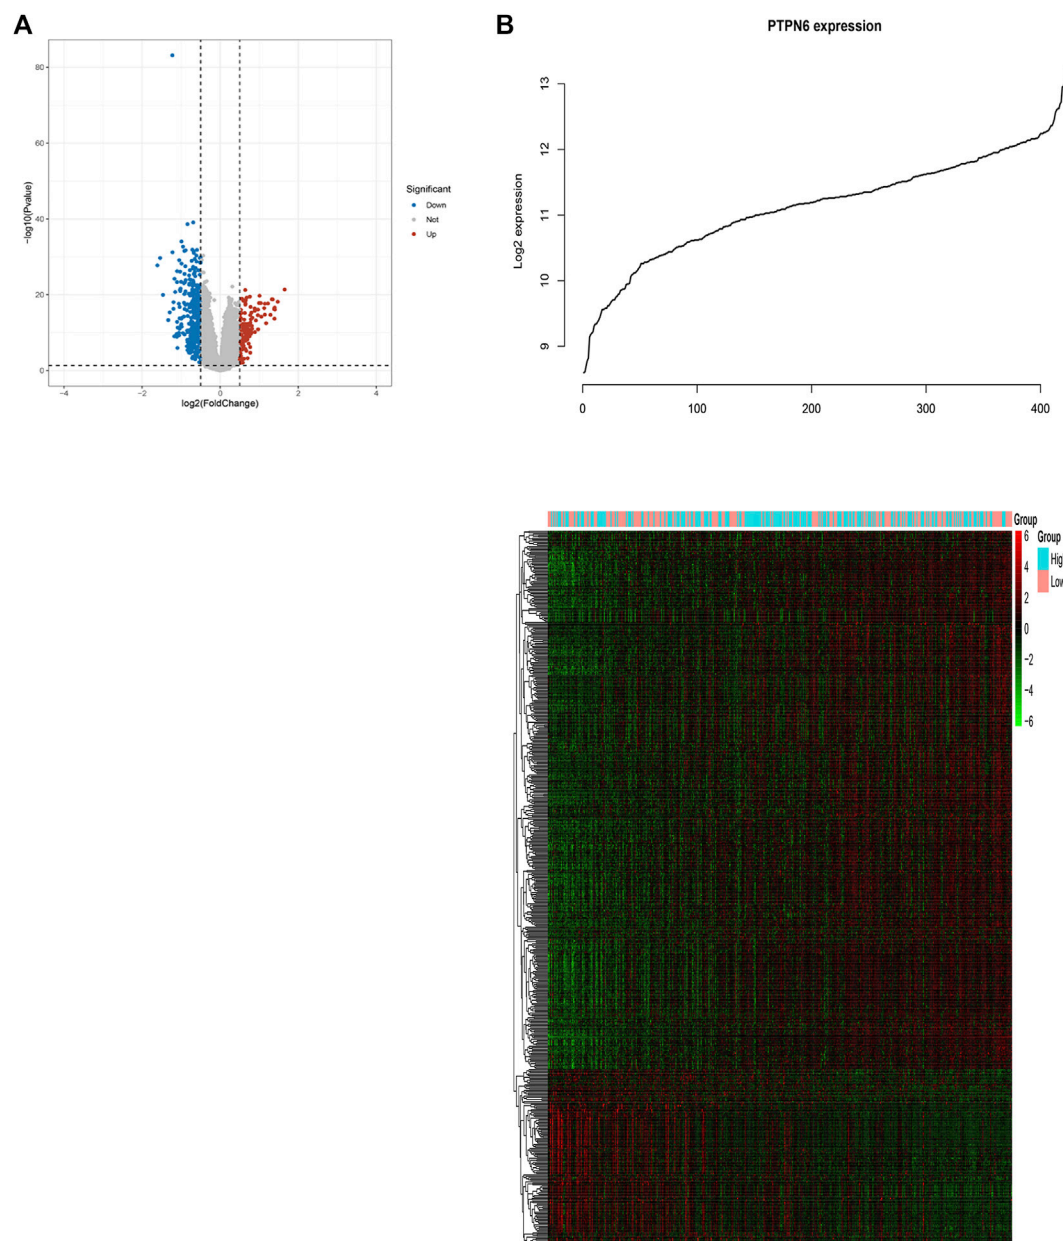 A
B
PTPN6 expression
80
60
40
20
0
-log10(Pvalue)
−4
−2
0
2
4
log2(FoldChange)
Significant
Down
Not
Up
13
12
11
10
9
Log2 expression
0
100
200
300
400
Group
6
4
2
0
−2
−4
−6
Group
Hig
Low